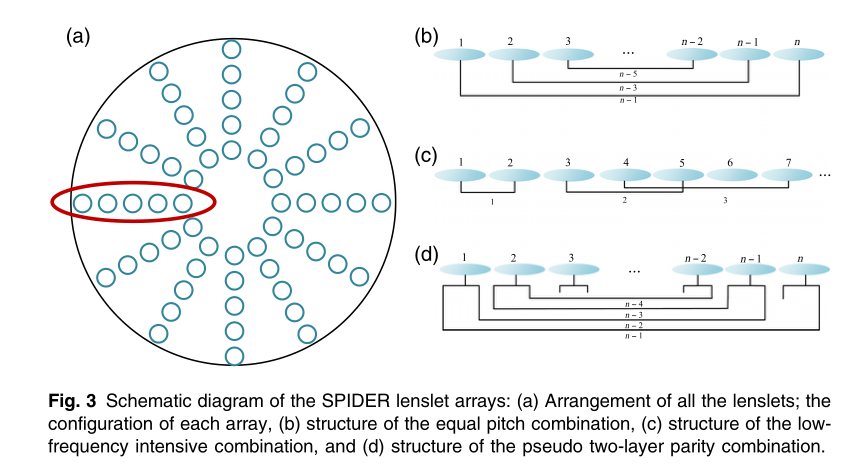 (a)
(b)
1 2 3 ... n-2 n-1 n
n-5
n-3
n-1
(c)
1 2 3 4 5 6 7 ...
1 2 3
(d)
1 2 3 ... n-2 n-1 n
n-4
n-3
n-2
n-1
Fig. 3 Schematic diagram of the SPIDER lenslet arrays: (a) Arrangement of all the lenslets; the
configuration of each array, (b) structure of the equal pitch combination, (c) structure of the low-
frequency intensive combination, and (d) structure of the pseudo two-layer parity combination.